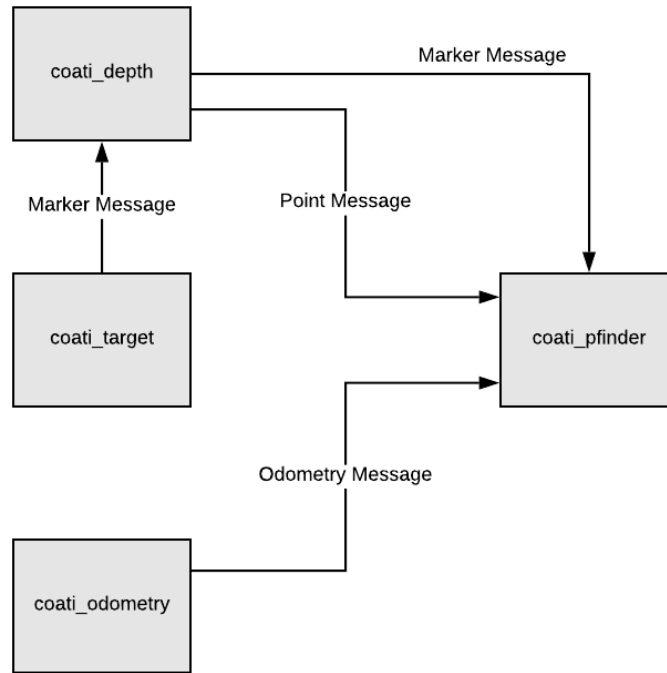 Marker Message
coati_depth
Marker Message
Point Message
coati_target
coati_pfinder
Odometry Message
coati_odometry